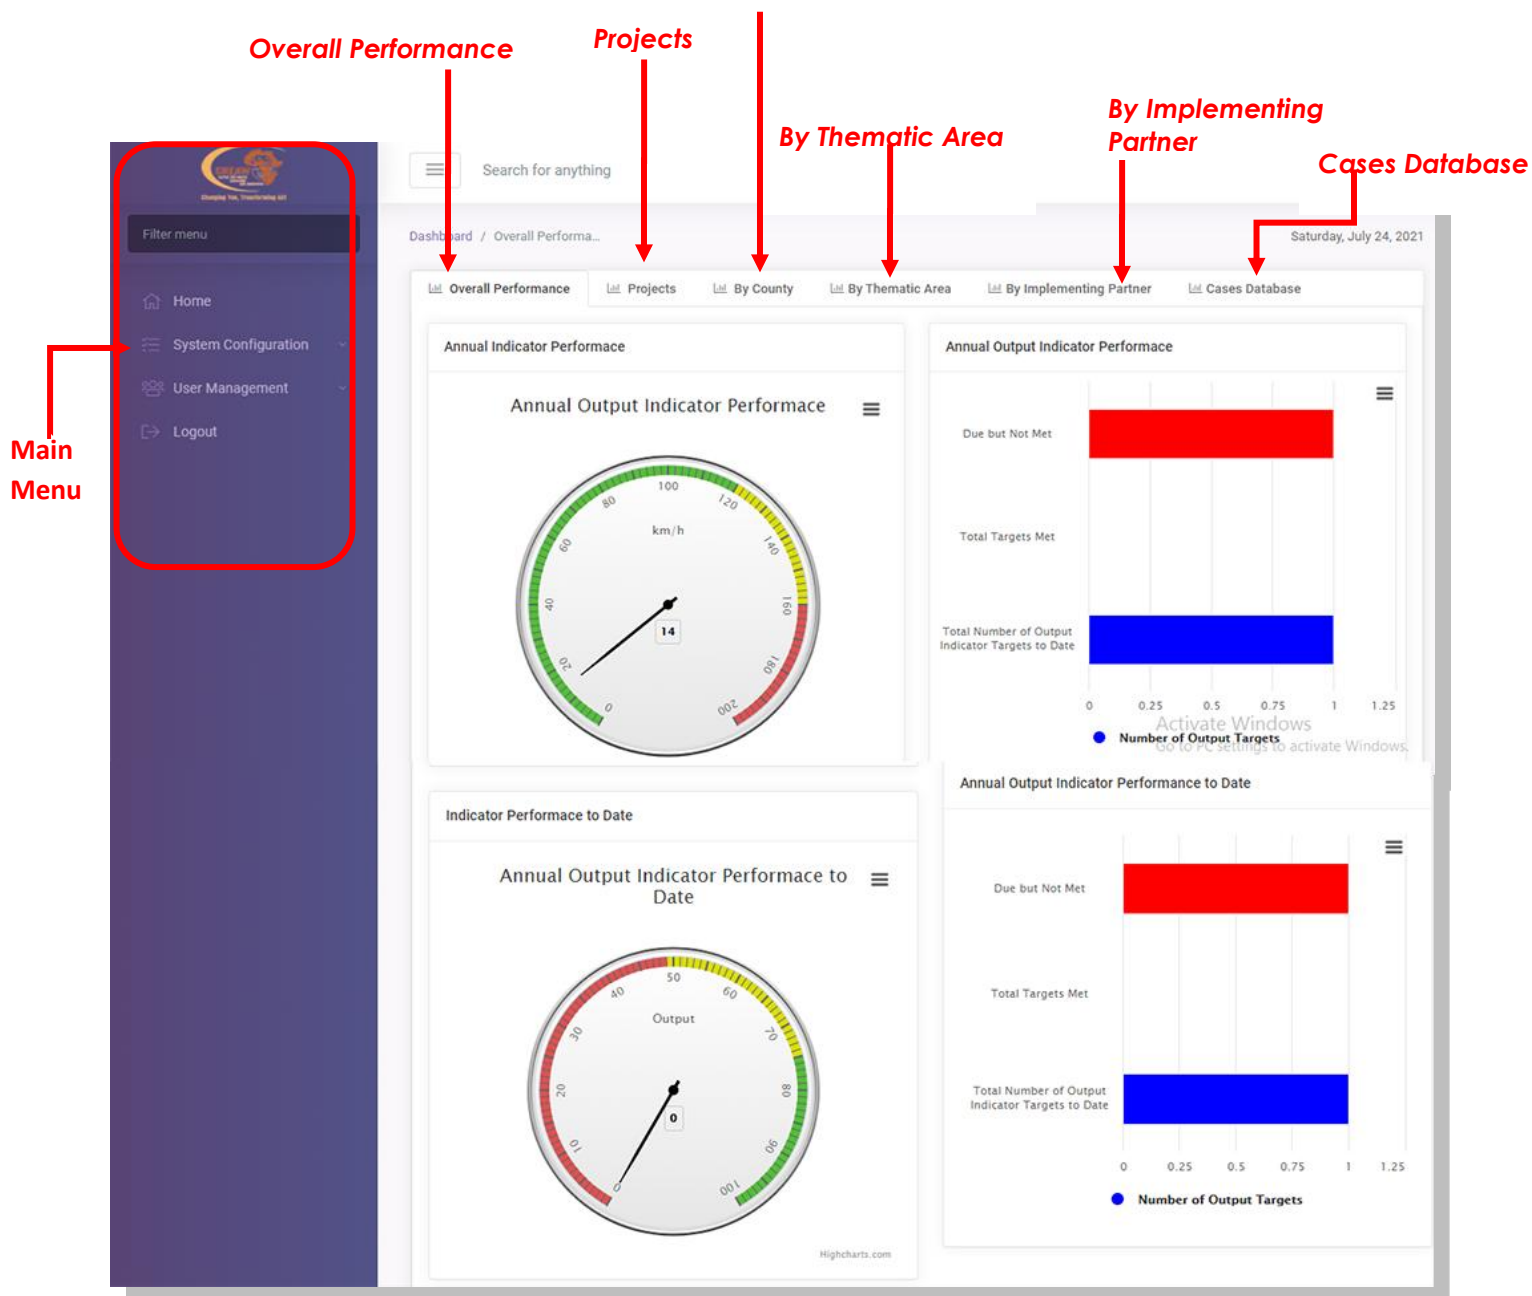 Overall Performance
Projects
By Thematic Area
By Implementing
Partner
Cases Database
Main
Menu
Changing You, Transforming All!
Filter menu
Home
System Configuration
User Management
Logout
Search for anything
Dashboard / Overall Performa...
Saturday, July 24, 2021
Overall Performance
Projects
By County
By Thematic Area
By Implementing Partner
Cases Database
Annual Indicator Performace
Annual Output Indicator Performace
km/h
0
20
40
60
80
100
120
140
160
180
200
14
Annual Output Indicator Performace
Due but Not Met
Total Targets Met
Total Number of Output
Indicator Targets to Date
0 0.25 0.5 0.75 1 1.25
Number of Output Targets
Activate Windows
Go to PC settings to activate Windows.
Indicator Performace to Date
Annual Output Indicator Performace to
Date
Output
0
10
20
30
40
50
60
70
80
90
100
0
Highcharts.com
Annual Output Indicator Performance to Date
Due but Not Met
Total Targets Met
Total Number of Output
Indicator Targets to Date
0 0.25 0.5 0.75 1 1.25
Number of Output Targets